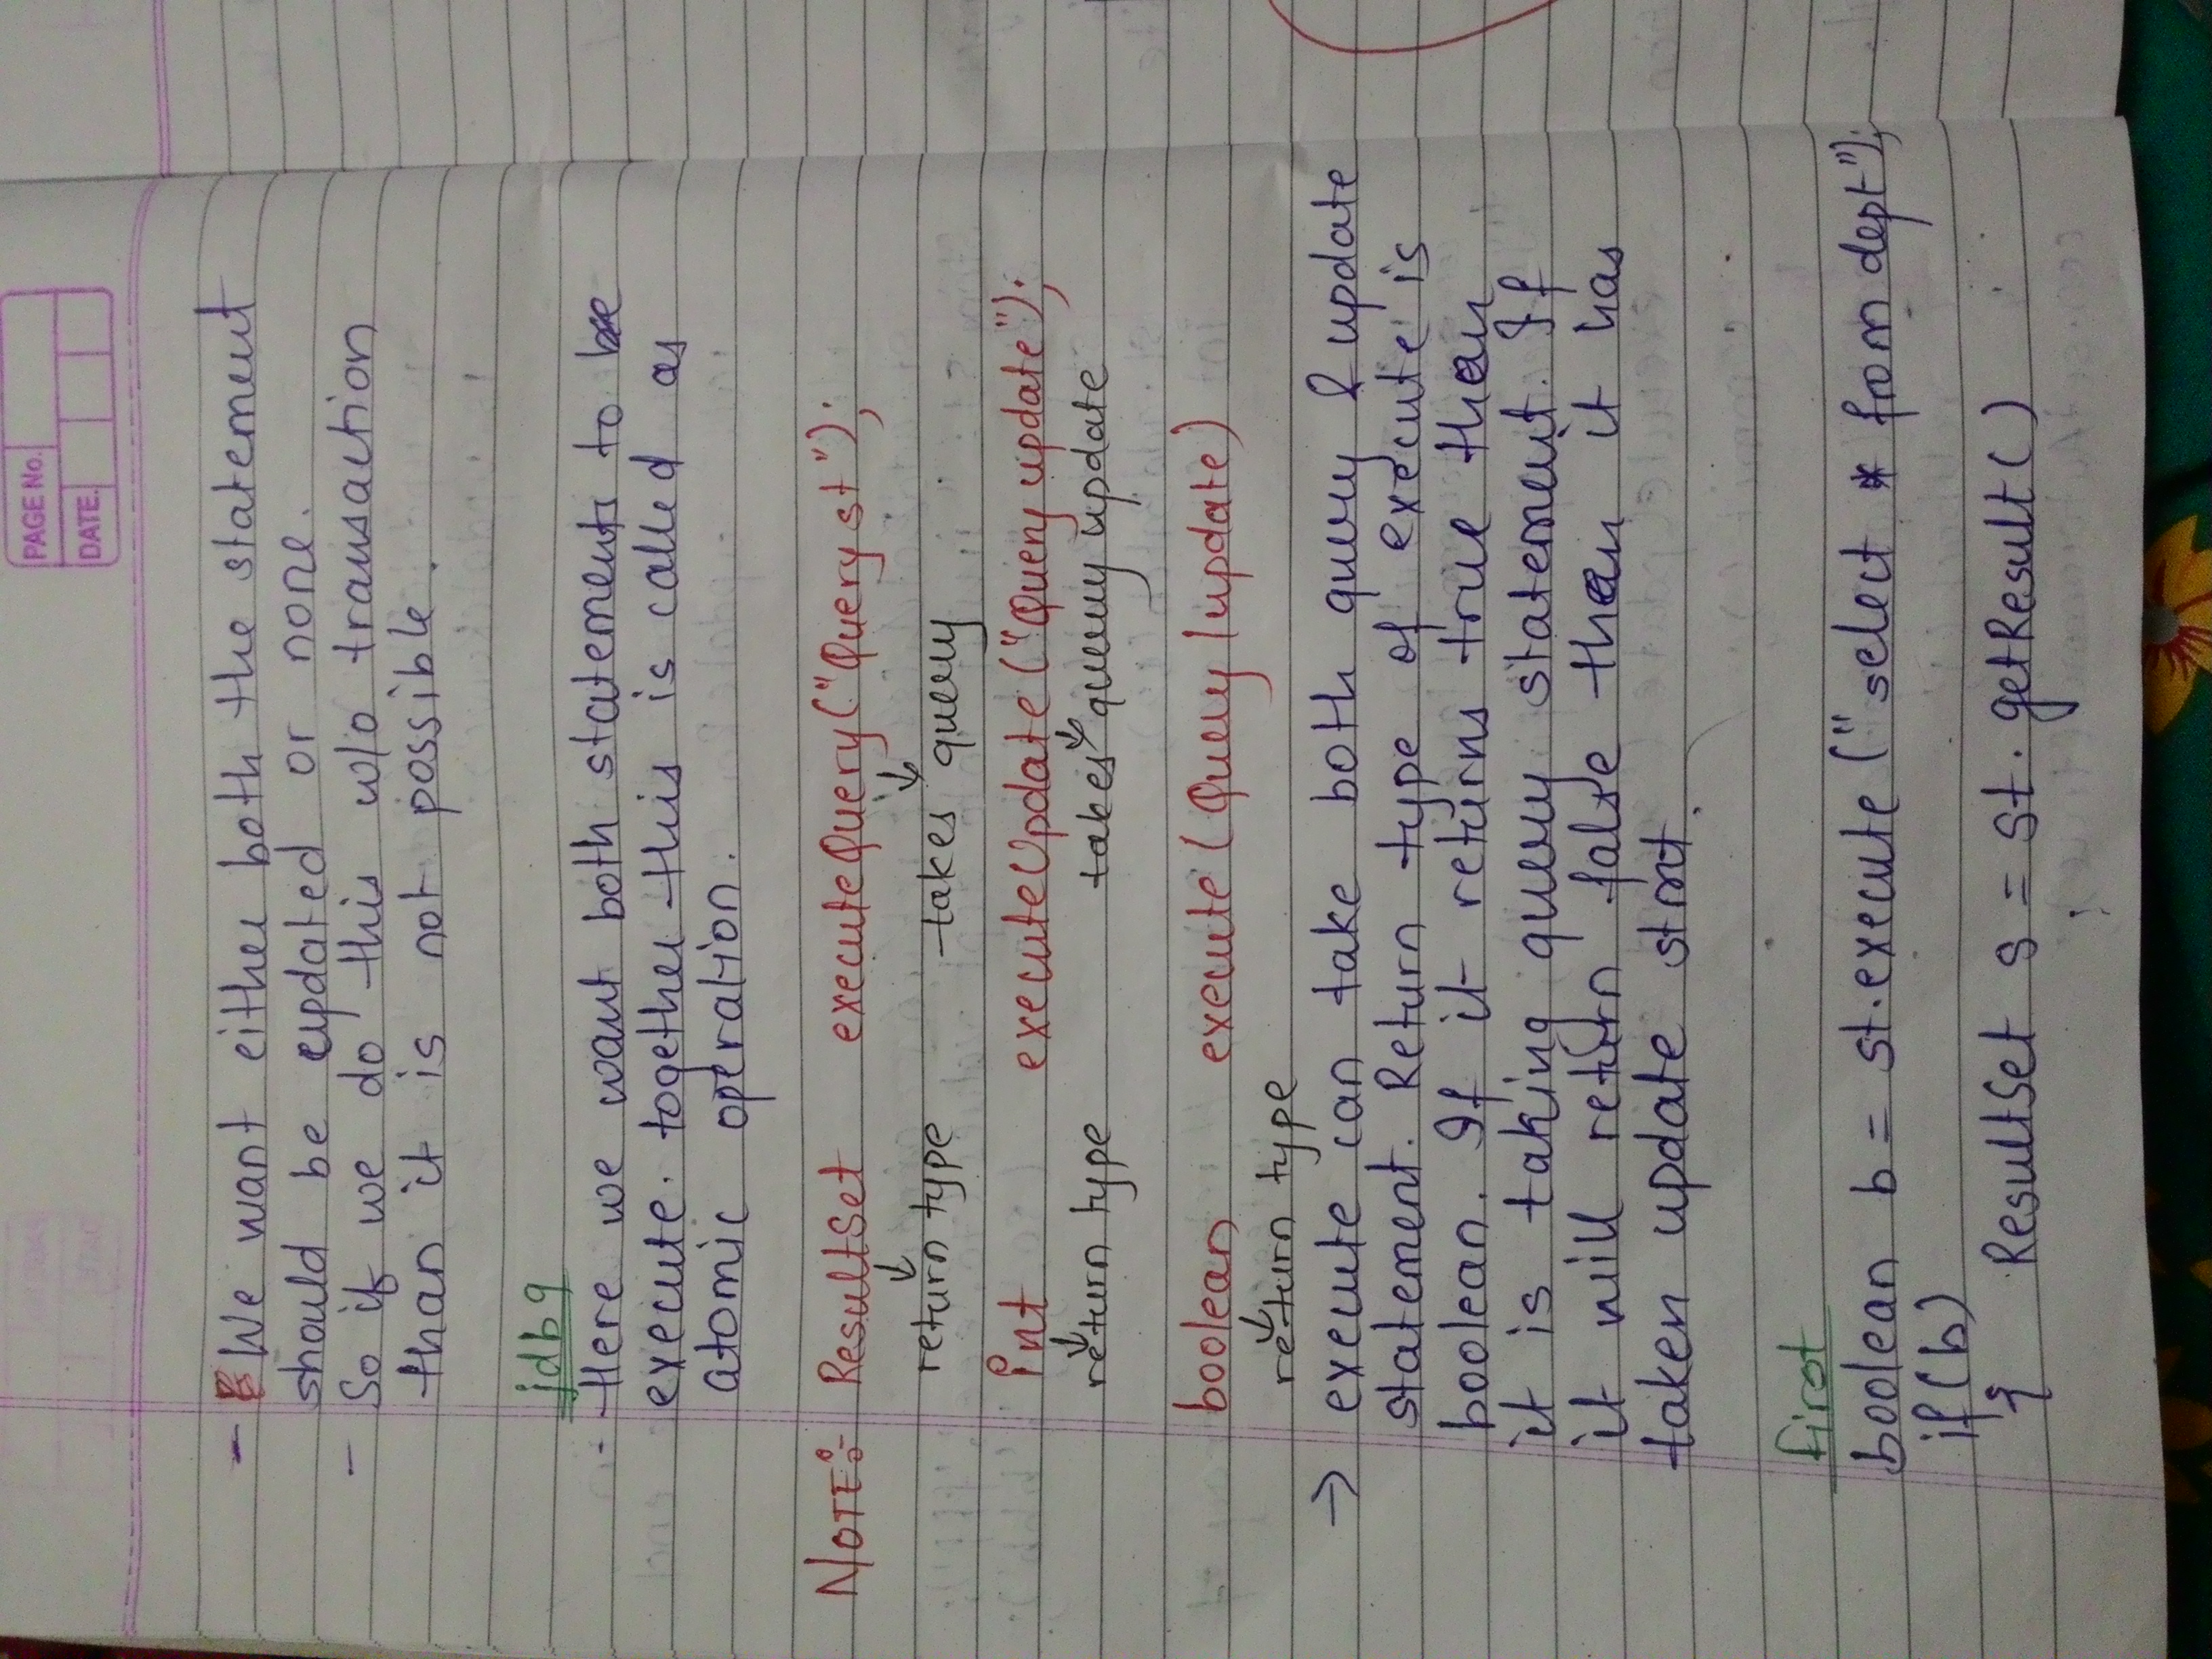 PAGE No.
DATE.
- We want either both the statement
should be updated or none.
- So if we do this w/o transaction
than it is not possible.
jdb9
- Here we want both statements to be
execute. together this is called as
atomic operation.
NOTE:- ResultSet executeQuery("Query st");
return type takes query
int executeUpdate("Query update");
return type takes query update
boolean execute(Query/update)
return type
→ execute can take both query & update
statement. Return type of execute is
boolean. If it returns true then
it is taking query statement. If
it will return false then it has
taken update stmt.
first
boolean b = st.execute("select * from dept");
if(b)
{ ResultSet s = st.getResult()